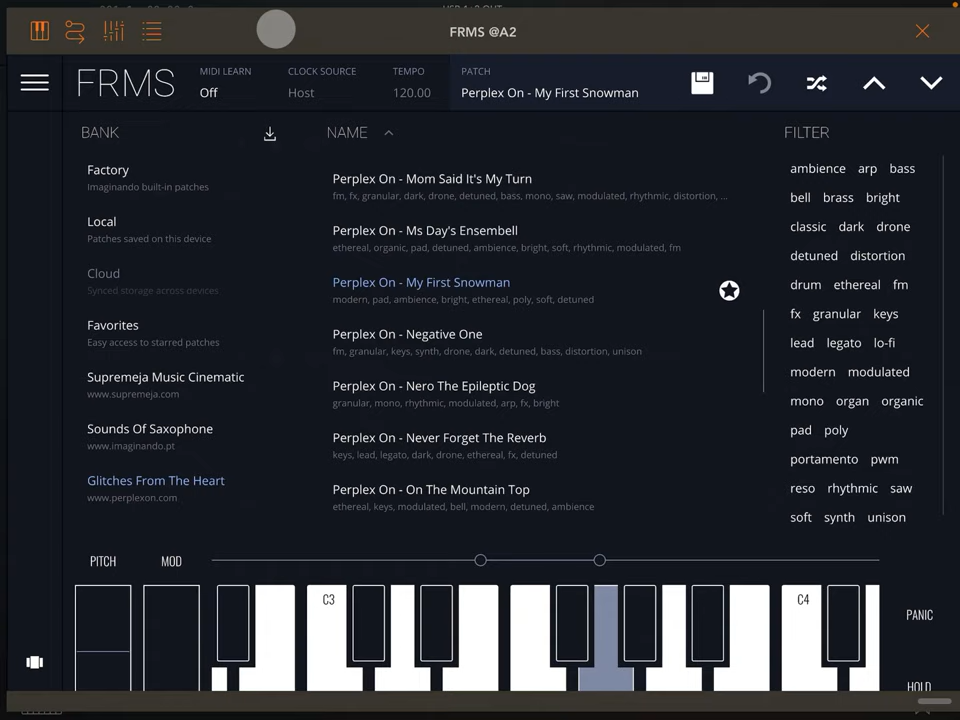 FRMS @A2
FRMS
MIDI LEARN
Off
CLOCK SOURCE
Host
TEMPO
120.00
PATCH
Perplex On - My First Snowman
BANK
Factory
Imaginando built-in patches
Local
Patches saved on this device
Cloud
Synced storage across devices
Favorites
Easy access to starred patches
Supremeja Music Cinematic
www.supremeja.com
Sounds Of Saxophone
www.imaginando.pt
Glitches From The Heart
www.perplexon.com
NAME
Perplex On - Mom Said It's My Turn
fm, fx, granular, dark, drone, detuned, bass, mono, saw, modulated, rhythmic, distortion, ...
Perplex On - Ms Day's Ensembell
ethereal, organic, pad, detuned, ambience, bright, soft, rhythmic, modulated, fm
Perplex On - My First Snowman
modern, pad, ambience, bright, ethereal, poly, soft, detuned
Perplex On - Negative One
fm, granular, keys, synth, drone, dark, detuned, bass, distortion, unison
Perplex On - Nero The Epileptic Dog
granular, mono, rhythmic, modulated, arp, fx, bright
Perplex On - Never Forget The Reverb
keys, lead, legato, dark, drone, ethereal, fx, detuned
Perplex On - On The Mountain Top
ethereal, keys, modulated, bell, modern, detuned, ambience
FILTER
ambience arp bass
bell brass bright
classic dark drone
detuned distortion
drum ethereal fm
fx granular keys
lead legato lo-fi
modern modulated
mono organ organic
pad poly
portamento pwm
reso rhythmic saw
soft synth unison
PITCH
MOD
C3
C4
PANIC
HOLD